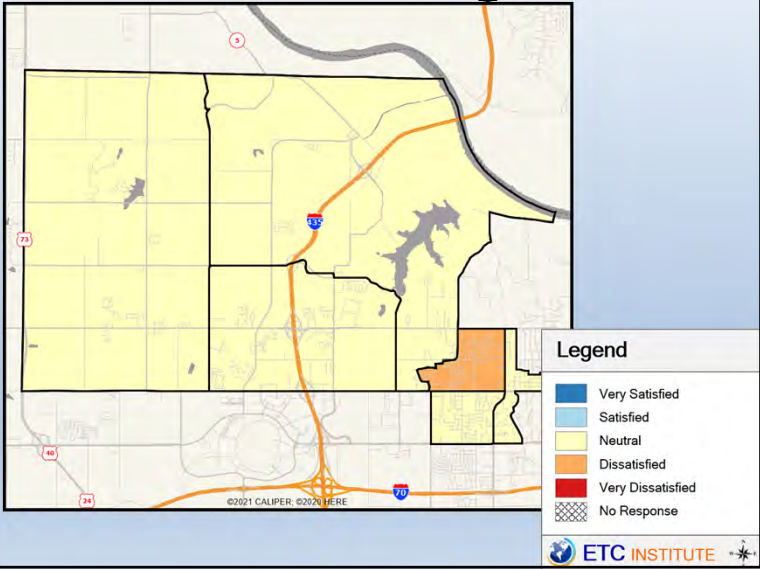 5
435
73
40
24
70
©2021 CALIPER; ©2020 HERE
Legend
Very Satisfied
Satisfied
Neutral
Dissatisfied
Very Dissatisfied
No Response
ETC INSTITUTE